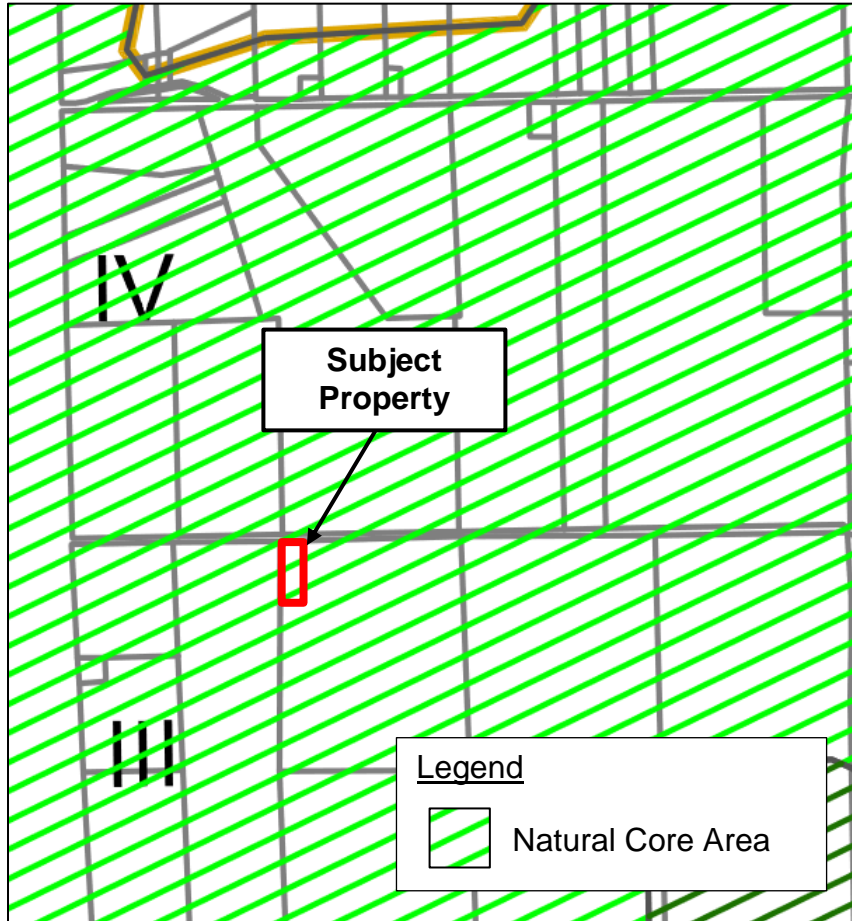 IV
Subject
Property
III
Legend
Natural Core Area